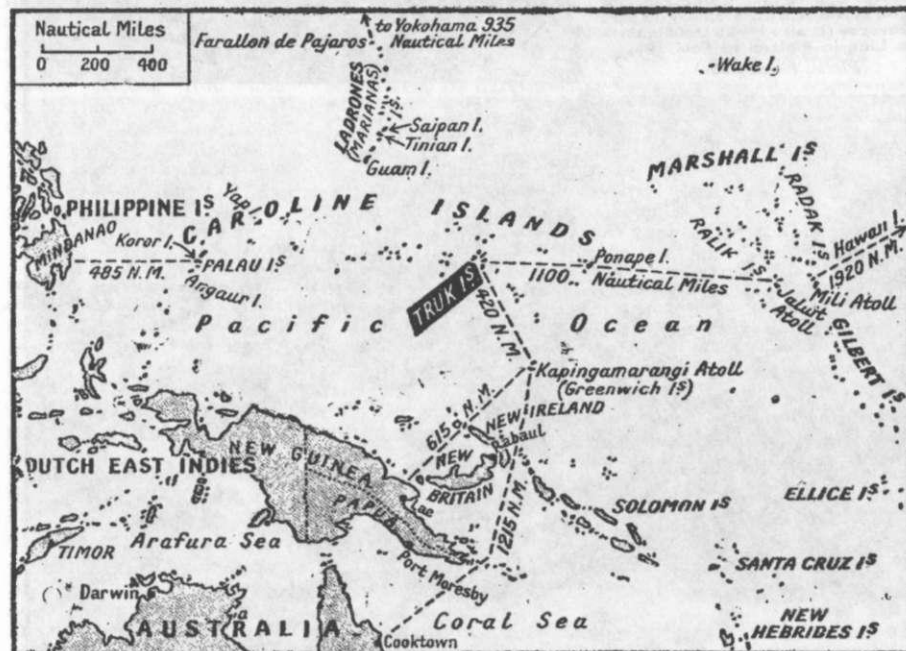 Nautical Miles
0 200 400
to Yokohama 935
Nautical Miles
Farallon de Pajaros
Wake I.
LADRONES
(MARIANAS)
IS
Saipan I.
Tinian I.
Guam I.
MARSHALL IS
RADAK IS
RALIK IS
PHILIPPINE IS
Yap
CAROLINE ISLANDS
MINDANAO
Koror I.
PALAU IS
485 N.M.
Angaur I.
Ponape I.
1100
Nautical Miles
Hawaii I.
1920 N.M.
Mili Atoll
Jaluit
Atoll
GILBERT IS
TRUK IS
420 N.M.
Pacific Ocean
Kapingamarangi Atoll
(Greenwich IS)
615 N.M.
NEW
IRELAND
Rabaul
NEW
BRITAIN
NEW GUINEA
PAPUA
Lae
DUTCH EAST INDIES
SOLOMON IS
ELLICE IS
1215 N.M.
Arafura Sea
TIMOR
Port Moresby
SANTA CRUZ IS
Darwin
AUSTRALIA
Coral Sea
NEW
HEBRIDES IS
Cooktown